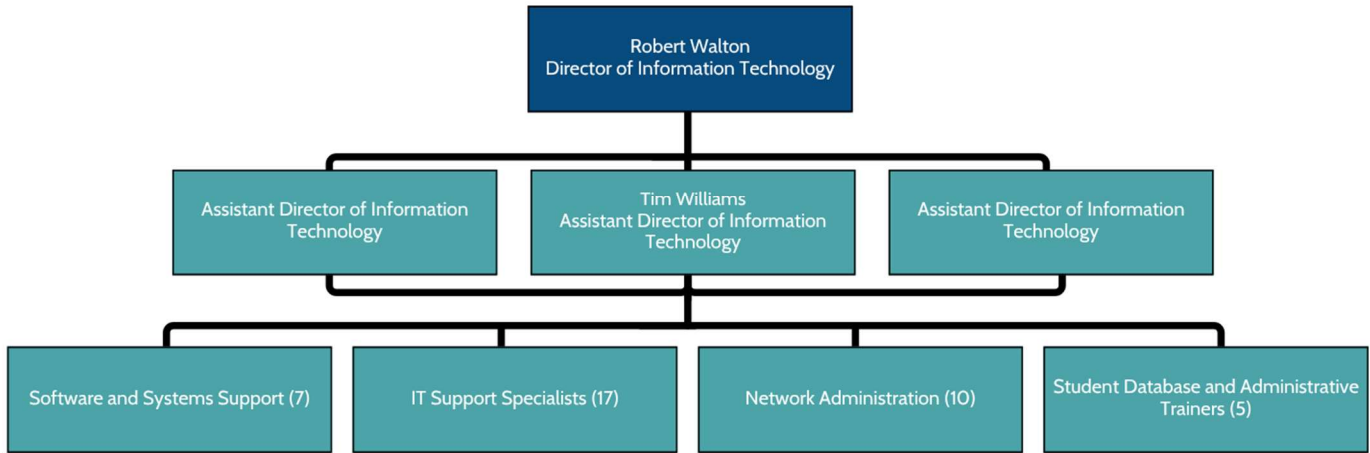 Robert Walton
Director of Information Technology
Assistant Director of Information
Technology
Tim Williams
Assistant Director of Information
Technology
Assistant Director of Information
Technology
Software and Systems Support (7)
IT Support Specialists (17)
Network Administration (10)
Student Database and Administrative
Trainers (5)